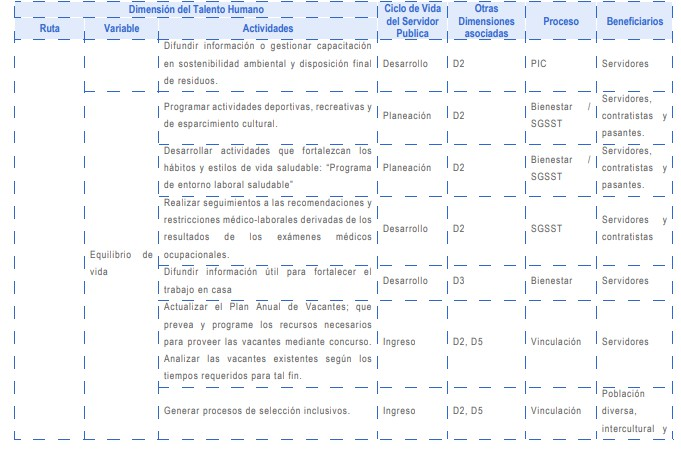 Dimensión del Talento Humano
Ciclo de Vida del Servidor Publica
Otras Dimensiones asociadas
Proceso
Beneficiarios
Ruta
Variable
Actividades
Difundir información o gestionar capacitación
en sostenibilidad ambiental y disposición final
de residuos.
Desarrollo
D2
PIC
Servidores
Equilibrio de
vida
Programar actividades deportivas, recreativas y
de esparcimiento cultural.
Planeación
D2
Bienestar /
SGSST
Servidores,
contratistas y
pasantes.
Desarrollar actividades que fortalezcan los
hábitos y estilos de vida saludable: “Programa
de entorno laboral saludable”
Planeación
D2
Bienestar /
SGSST
Servidores,
contratistas y
pasantes.
Realizar seguimientos a las recomendaciones y
restricciones médico-laborales derivadas de los
resultados de los exámenes médicos
ocupacionales.
Desarrollo
D2
SGSST
Servidores y
contratistas
Difundir información útil para fortalecer el
trabajo en casa
Desarrollo
D3
Bienestar
Servidores
Actualizar el Plan Anual de Vacantes; que
prevea y programe los recursos necesarios
para proveer las vacantes mediante concurso.
Analizar las vacantes existentes según los
tiempos requeridos para tal fin.
Ingreso
D2, D5
Vinculación
Servidores
Generar procesos de selección inclusivos.
Ingreso
D2, D5
Vinculación
Población
diversa,
intercultural y